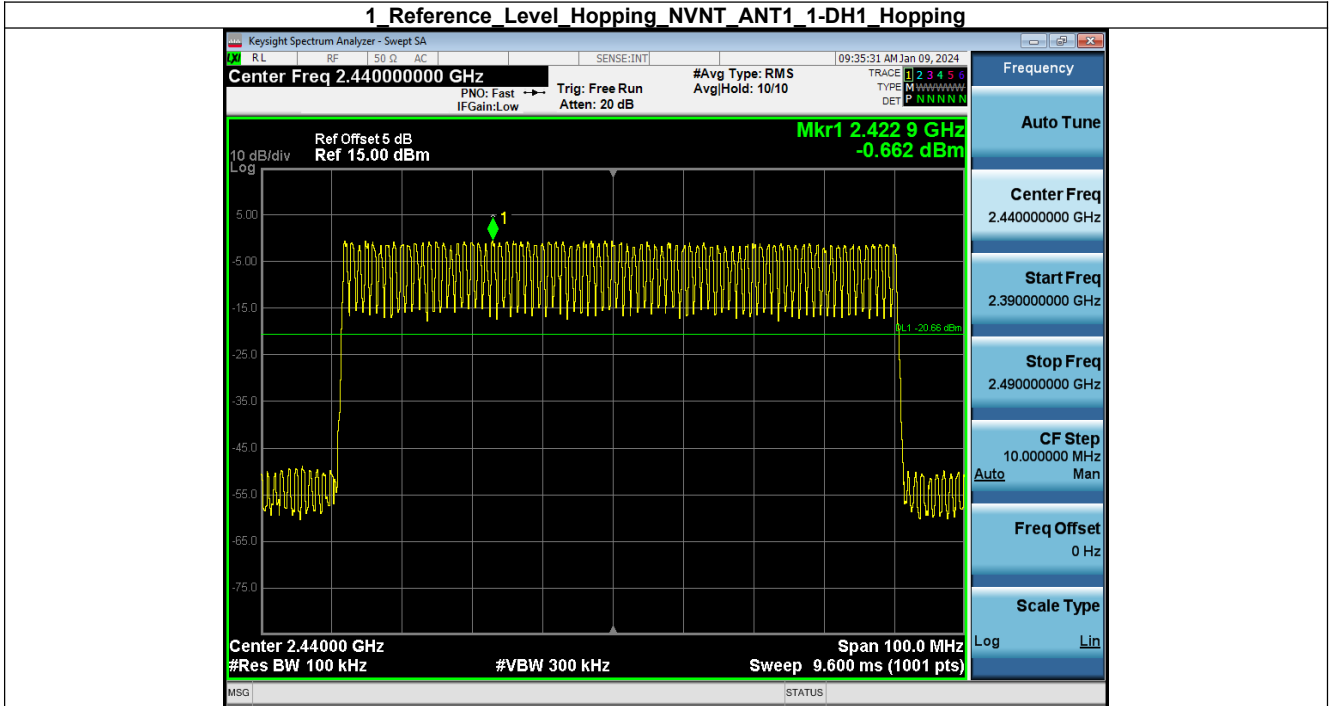 1_Reference_Level_Hopping_NVNT_ANT1_1-DH1_Hopping
Keysight Spectrum Analyzer - Swept SA
LXI RL RF 50 Ω AC SENSE:INT 09:35:31 AM Jan 09, 2024
Center Freq 2.440000000 GHz
PNO: Fast
IFGain:Low
Trig: Free Run
Atten: 20 dB
#Avg Type: RMS
Avg|Hold: 10/10
TRACE 1 2 3 4 5 6
TYPE M WWWWW
DET P N N N N N
Mkr1 2.422 9 GHz
-0.662 dBm
Ref Offset 5 dB
10 dB/div Ref 15.00 dBm
Log
5.00
-5.00
-15.0
-25.0
-35.0
-45.0
-55.0
-65.0
-75.0
1
DL1 -20.66 dBm
Center 2.44000 GHz Span 100.0 MHz
#Res BW 100 kHz #VBW 300 kHz Sweep 9.600 ms (1001 pts)
MSG STATUS
Frequency
Auto Tune
Center Freq
2.440000000 GHz
Start Freq
2.390000000 GHz
Stop Freq
2.490000000 GHz
CF Step
10.000000 MHz
Auto Man
Freq Offset
0 Hz
Scale Type
Log Lin